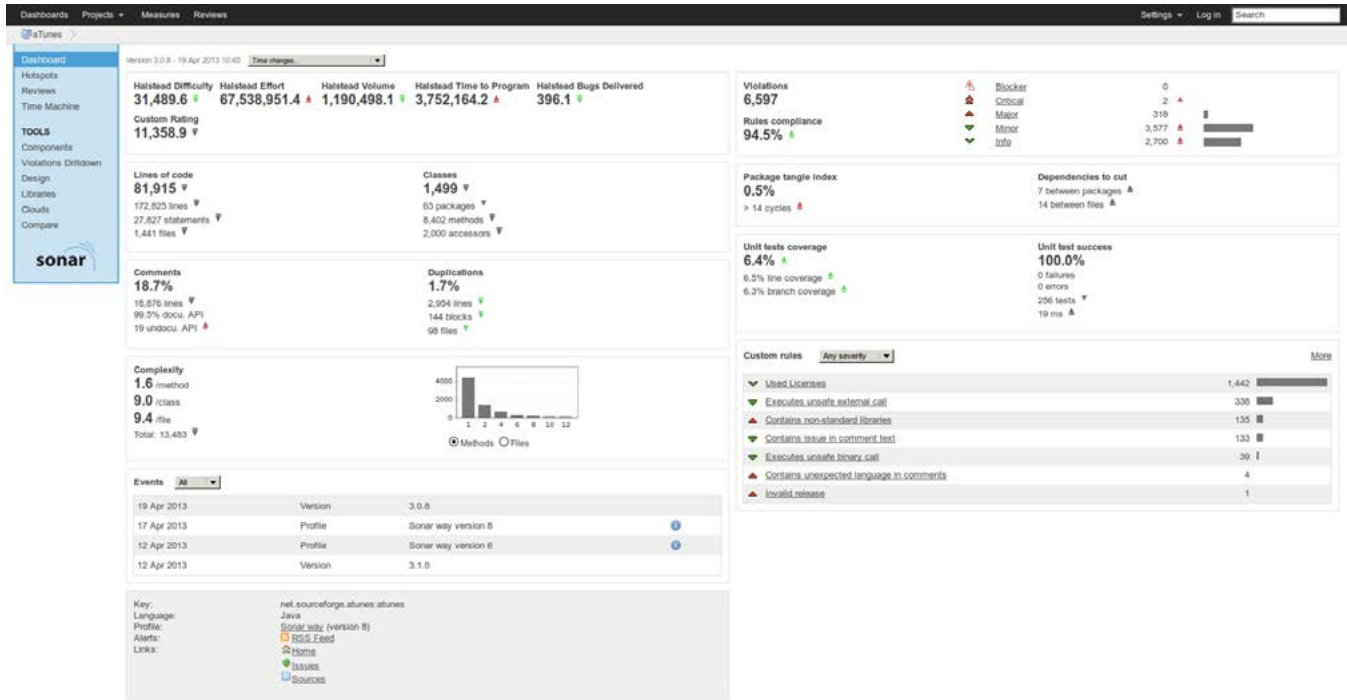 Dashboards Projects Measures Reviews Settings Log in Search
aTunes
Dashboard
Hotspots
Reviews
Time Machine
TOOLS
Components
Violations Drilldown
Design
Libraries
Clouds
Compare
sonar
Version 3.0.8 - 19 Apr 2013 10:45 Time changes...
Halstead Difficulty Halstead Effort Halstead Volume Halstead Time to Program Halstead Bugs Delivered
31,489.6 67,538,951.4 1,190,498.1 3,752,164.2 396.1
Custom Rating
11,358.9
Lines of code
81,915
172,825 lines
27,827 statements
1,441 files
Classes
1,499
63 packages
8,402 methods
2,000 accessors
Comments
18.7%
18,876 lines
99.5% docu. API
19 undocu. API
Duplications
1.7%
2,954 lines
144 blocks
98 files
Complexity
1.6 /method
9.0 /class
9.4 /file
Total: 13,483
4000
2000
0
1 2 4 6 8 10 12
Methods Files
Events All
19 Apr 2013 Version 3.0.8
17 Apr 2013 Profile Sonar way version 8
12 Apr 2013 Profile Sonar way version 6
12 Apr 2013 Version 3.1.0
Key: net.sourceforge.atunes:atunes
Language: Java
Profile: Sonar way (version 8)
Alerts: RSS Feed
Links: Home
Issues
Sources
Violations
6,597
Rules compliance
94.5%
Blocker 0
Critical 2
Major 318
Minor 3,577
Info 2,700
Package tangle index
0.5%
> 14 cycles
Dependencies to cut
7 between packages
14 between files
Unit tests coverage
6.4%
6.5% line coverage
6.3% branch coverage
Unit test success
100.0%
0 failures
0 errors
256 tests
19 ms
Custom rules Any severity More
Used Licenses 1,442
Executes unsafe external call 338
Contains non-standard libraries 135
Contains issue in comment text 133
Executes unsafe binary call 39
Contains unexpected language in comments 4
Invalid release 1